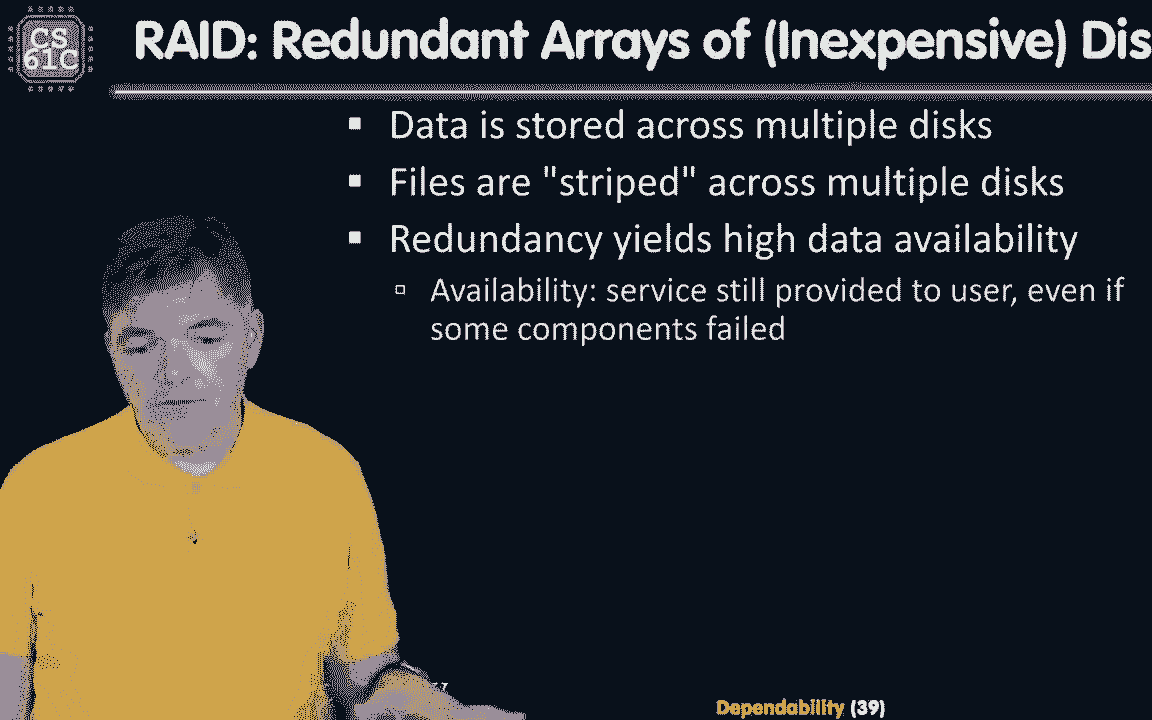 CS
61C
RAID: Redundant Arrays of (Inexpensive) Dis
Data is stored across multiple disks
Files are "striped" across multiple disks
Redundancy yields high data availability
Availability: service still provided to user, even if
some components failed
Dependability (39)